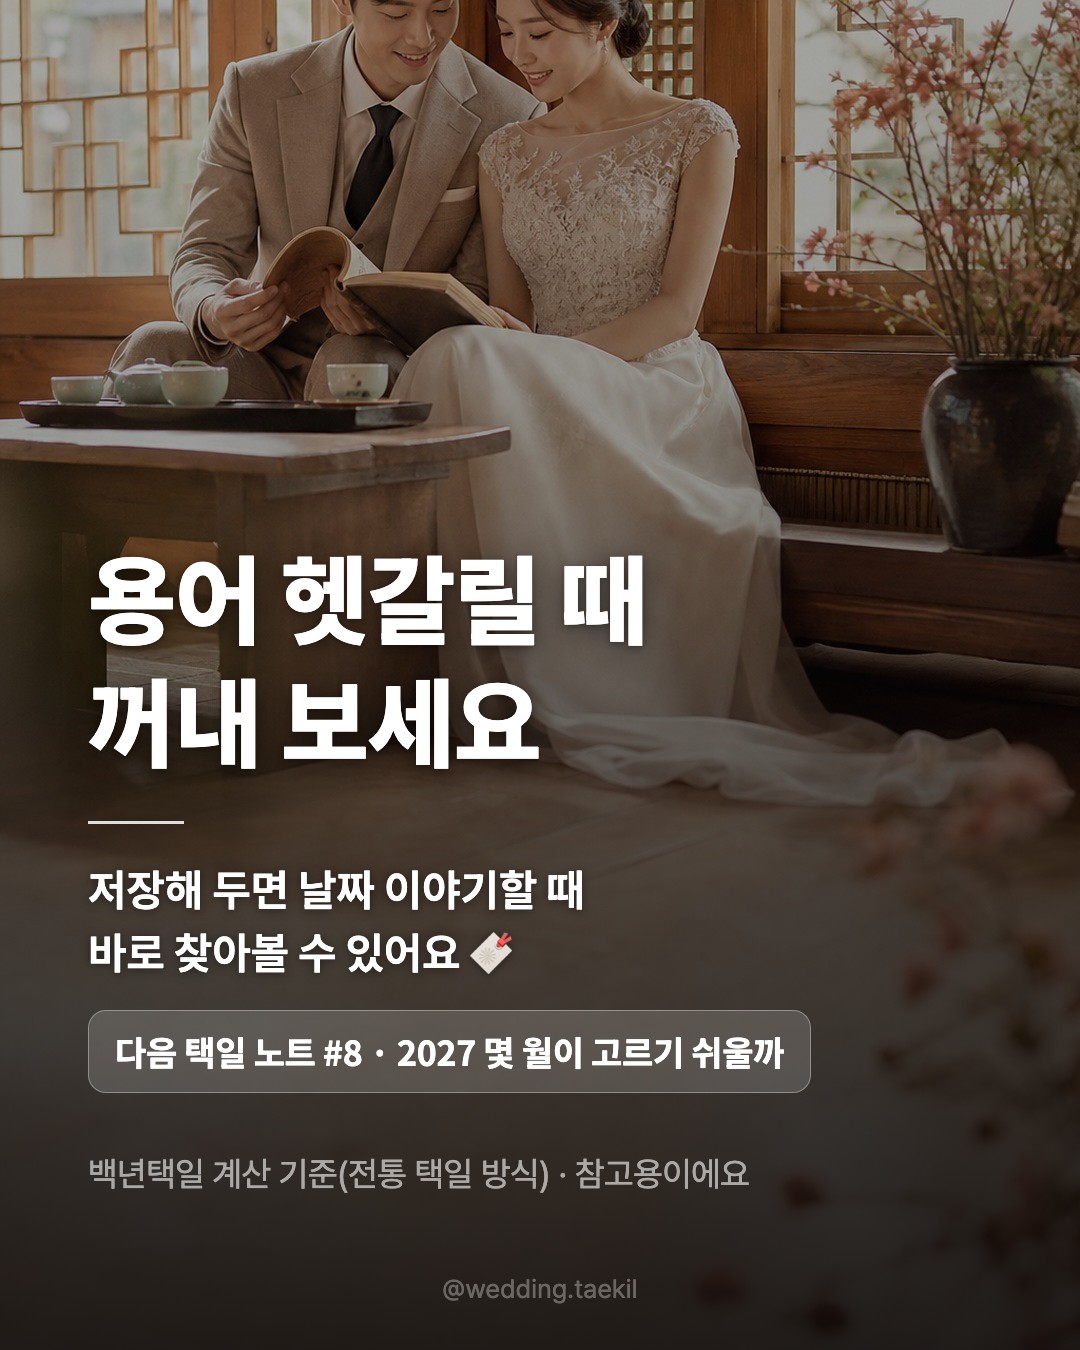 용어 헷갈릴 때
꺼내 보세요
저장해 두면 날짜 이야기할 때
바로 찾아볼 수 있어요
다음 택일 노트 #8 · 2027 몇 월이 고르기 쉬울까
백년택일 계산 기준(전통 택일 방식) · 참고용이에요
@wedding.taekil